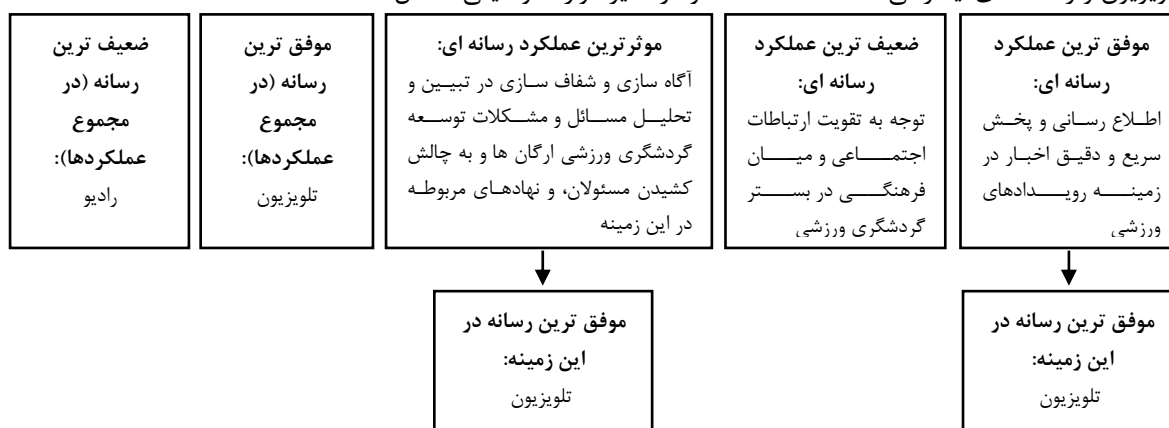 موفق ترین عملکرد
رسانه ای:
اطلاع رسانی و پخش
سریع و دقیق اخبار در
زمینه رویدادهای
ورزشی
ضعیف ترین عملکرد
رسانه ای:
توجه به تقویت ارتباطات
اجتماعی و میان
فرهنگی در بستر
گردشگری ورزشی
موثرترین عملکرد رسانه ای:
آگاه سازی و شفاف سازی در تبیین و
تحلیل مسائل و مشکلات توسعه
گردشگری ورزشی ارگان ها و به چالش
کشیدن مسئولان، و نهادهای مربوطه
در این زمینه
موفق ترین
رسانه (در
مجموع
عملکردها):
تلویزیون
ضعیف ترین
رسانه (در
مجموع
عملکردها):
رادیو
موفق ترین رسانه در
این زمینه:
تلویزیون
موفق ترین رسانه در
این زمینه:
تلویزیون